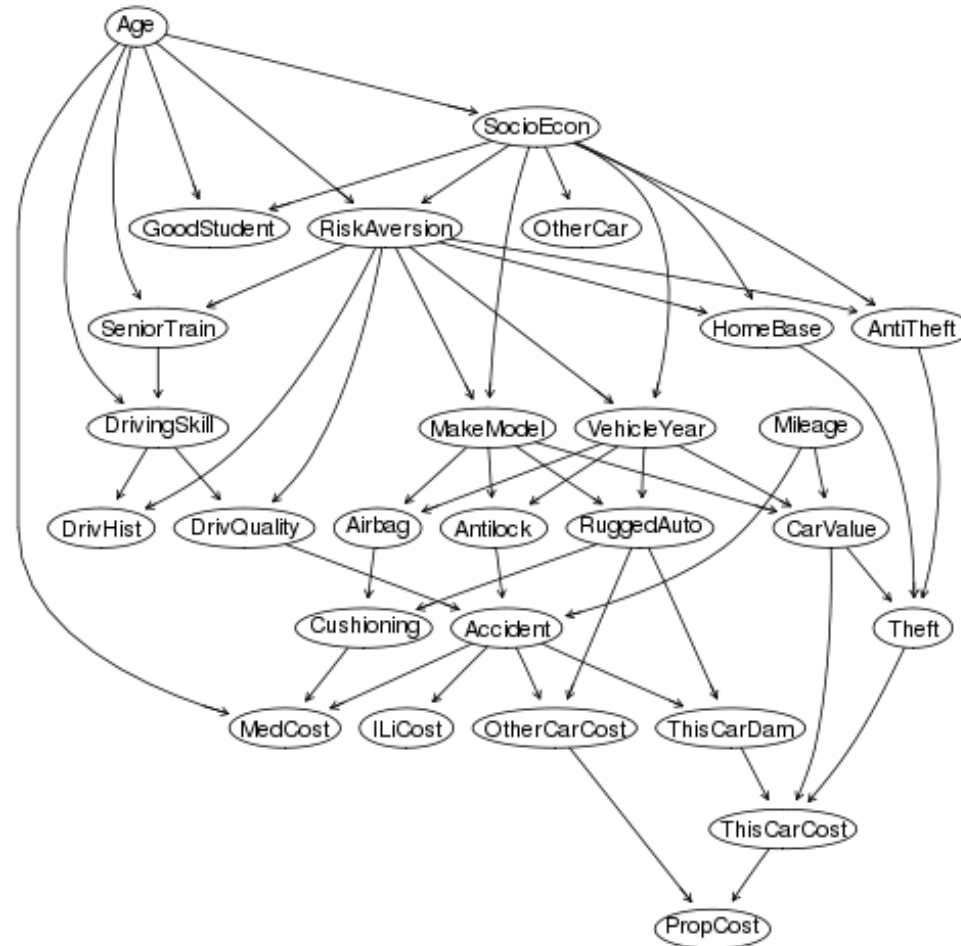 Age
SocioEcon
GoodStudent
RiskAversion
OtherCar
SeniorTrain
HomeBase
AntiTheft
DrivingSkill
MakeModel
VehicleYear
Mileage
DrivHist
DrivQuality
Airbag
Antilock
RuggedAuto
CarValue
Cushioning
Accident
Theft
MedCost
ILiCost
OtherCarCost
ThisCarDam
ThisCarCost
PropCost